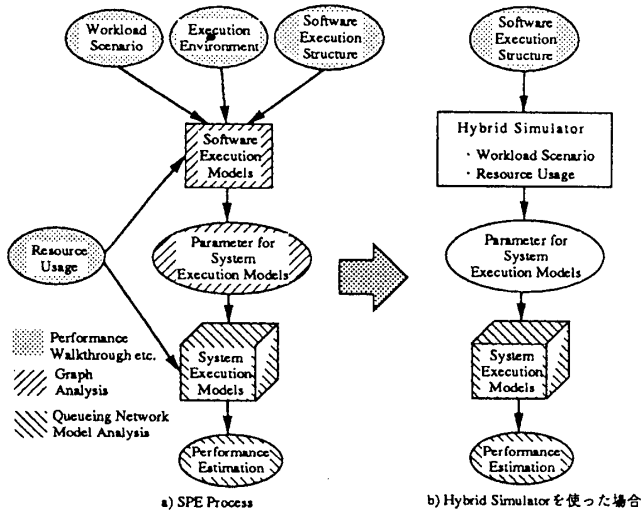 Workload
Scenario
Execution
Environment
Software
Execution
Structure
Software
Execution
Models
Resource
Usage
Parameter for
System
Execution Models
System
Execution
Models
Performance
Estimation
Performance
Walkthrough etc.
Graph
Analysis
Queueing Network
Model Analysis
a) SPE Process
Software
Execution
Structure
Hybrid Simulator
・Workload Scenario
・Resource Usage
Parameter for
System
Execution Models
System
Execution
Models
Performance
Estimation
b) Hybrid Simulatorを使った場合